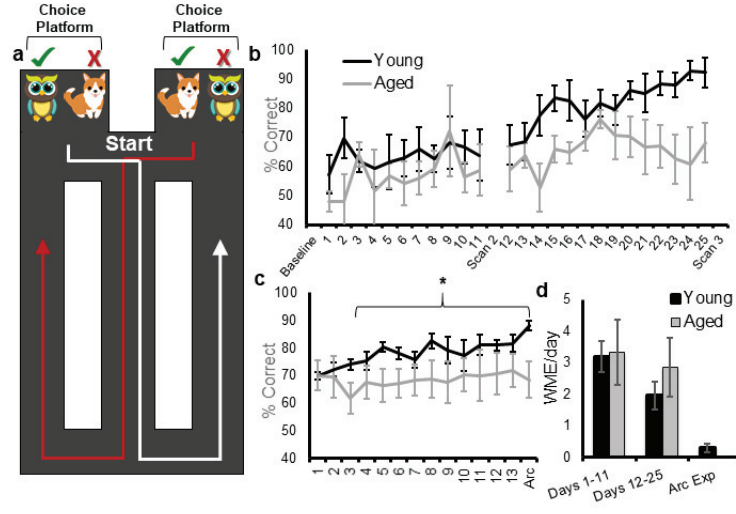 Choice
Platform
Choice
Platform
a
Start
b
Young
Aged
% Correct
100
90
80
70
60
50
40
Baseline
1
2
3
4
5
6
7
8
9
10
11
Scan 2
12
13
14
15
16
17
18
19
20
21
22
23
24
25
Scan 3
c
*
% Correct
100
90
80
70
60
50
40
1
2
3
4
5
6
7
8
9
10
11
12
13
Arc
d
Young
Aged
WME/day
5
4
3
2
1
0
Days 1-11
Days 12-25
Arc Exp